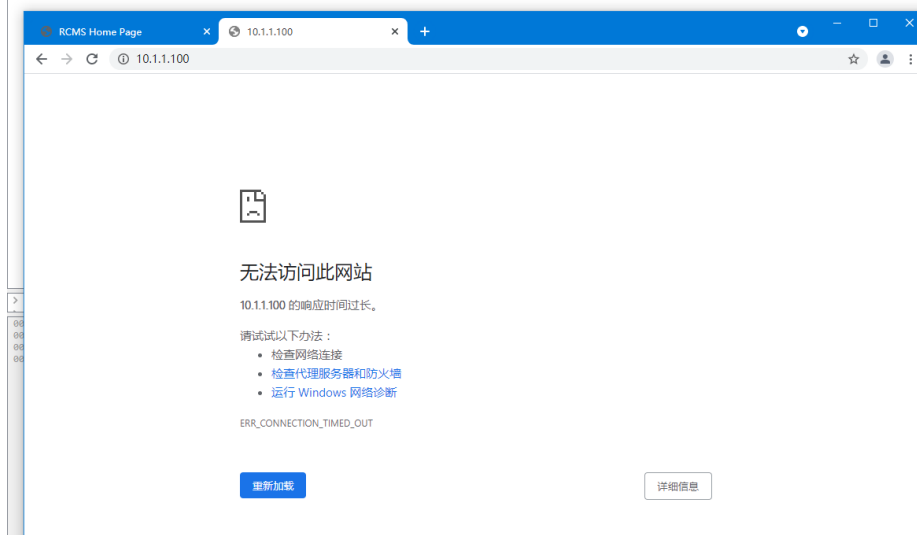 RCMS Home Page
10.1.1.100
10.1.1.100
无法访问此网站
10.1.1.100 的响应时间过长。
请试试以下办法：
检查网络连接
检查代理服务器和防火墙
运行 Windows 网络诊断
ERR_CONNECTION_TIMED_OUT
重新加载
详细信息